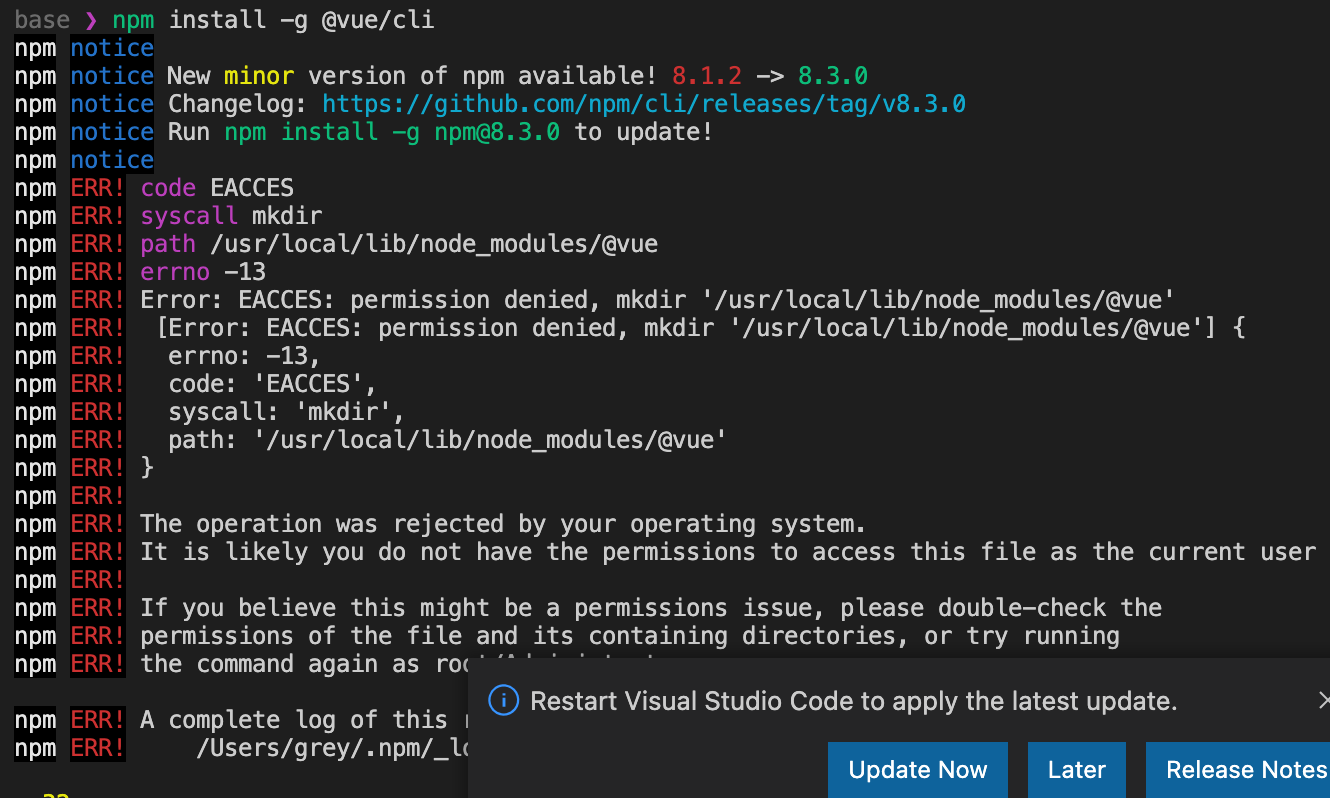 base ❯ npm install -g @vue/cli
npm notice
npm notice New minor version of npm available! 8.1.2 -> 8.3.0
npm notice Changelog: https://github.com/npm/cli/releases/tag/v8.3.0
npm notice Run npm install -g npm@8.3.0 to update!
npm notice
npm ERR! code EACCES
npm ERR! syscall mkdir
npm ERR! path /usr/local/lib/node_modules/@vue
npm ERR! errno -13
npm ERR! Error: EACCES: permission denied, mkdir '/usr/local/lib/node_modules/@vue'
npm ERR!  [Error: EACCES: permission denied, mkdir '/usr/local/lib/node_modules/@vue'] {
npm ERR!   errno: -13,
npm ERR!   code: 'EACCES',
npm ERR!   syscall: 'mkdir',
npm ERR!   path: '/usr/local/lib/node_modules/@vue'
npm ERR! }
npm ERR!
npm ERR! The operation was rejected by your operating system.
npm ERR! It is likely you do not have the permissions to access this file as the current user
npm ERR!
npm ERR! If you believe this might be a permissions issue, please double-check the
npm ERR! permissions of the file and its containing directories, or try running
npm ERR! the command again as
npm ERR! A complete log of this
npm ERR!     /Users/grey/.npm/_lo
Restart Visual Studio Code to apply the latest update.
Update Now
Later
Release Notes